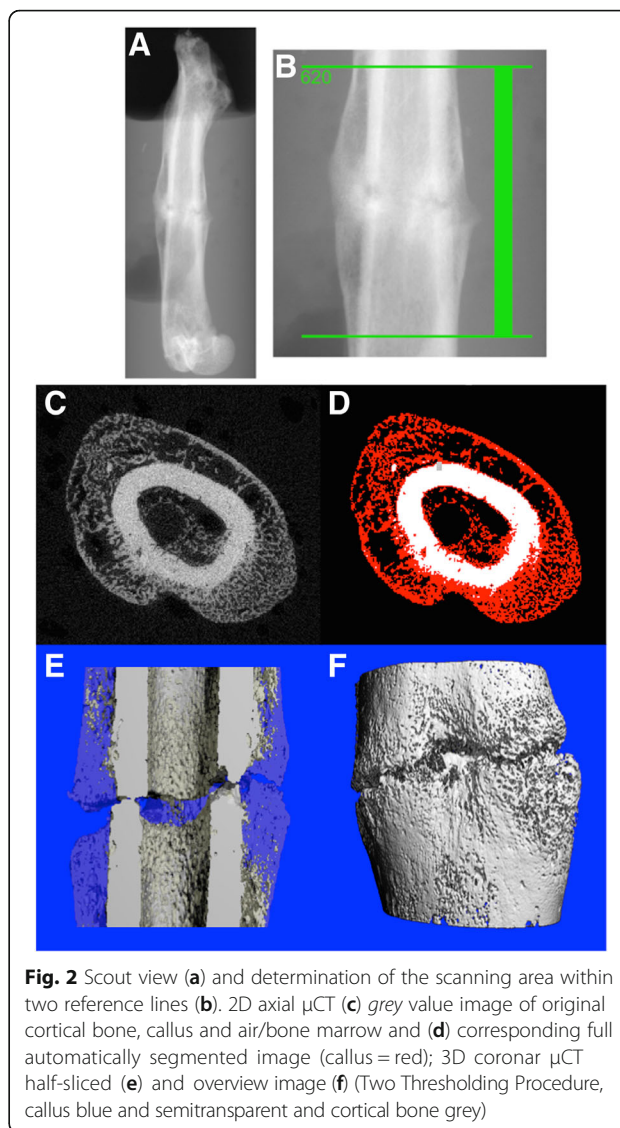 A
B
620
C
D
E
F
Fig. 2 Scout view (a) and determination of the scanning area within
two reference lines (b). 2D axial μCT (c) grey value image of original
cortical bone, callus and air/bone marrow and (d) corresponding full
automatically segmented image (callus = red); 3D coronar μCT
half-sliced (e) and overview image (f) (Two Thresholding Procedure,
callus blue and semitransparent and cortical bone grey)